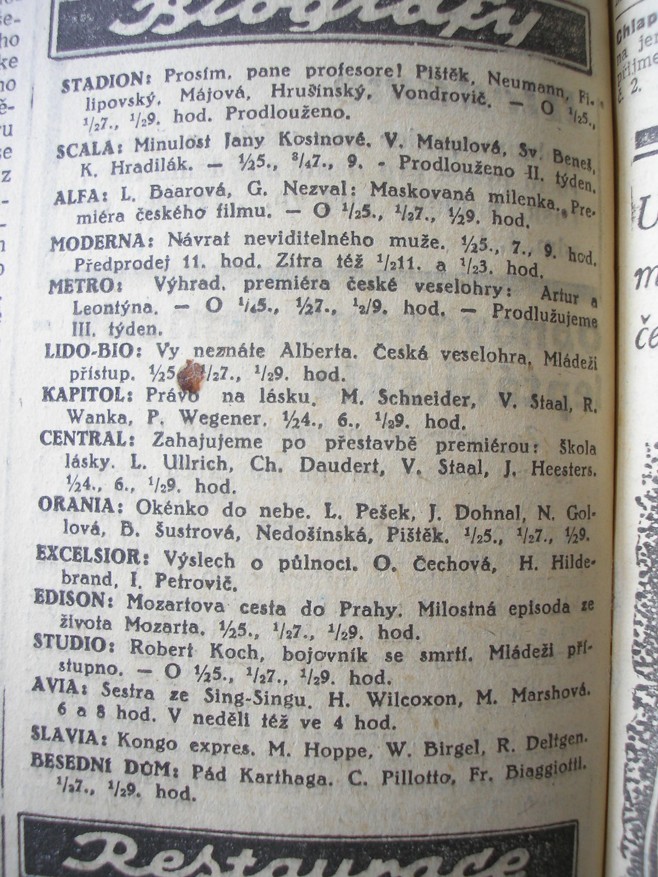 Biografy
STADION: Prosím, pane profesore! Pištěk, Neumann, Fi-
lipovský, Májová, Hrušínský, Vondrovič. — O ½5.,
½7., ½9. hod. Prodlouženo.
SCALA: Minulost Jany Kosinové. V. Matulová, Sv. Beneš,
K. Hradilák. — ½5., ¾7., 9. - Prodlouženo II. týden.
ALFA: L. Baarová, G. Nezval: Maskovaná milenka. Pre-
miéra českého filmu. — O ½5., ½7., ½9. hod.
MODERNA: Návrat neviditelného muže. ½5., 7., 9. hod.
Předprodej 11. hod. Zítra též ½11. a ½3. hod.
METRO: Výhrad. premiéra české veselohry: Artur a
Leontýna. — O ¼5., ½7., ½9. hod. — Prodlužujeme
III. týden.
LIDO-BIO: Vy neznáte Alberta. Česká veselohra. Mládeži
přístup. ½5 ½7., ½9. hod.
KAPITOL: Právo na lásku. M. Schneider, V. Staal, R.
Wanka, P. Wegener. ½4., 6., ½9. hod.
CENTRAL: Zahajujeme po přestavbě premiérou: Škola
lásky. L. Ullrich, Ch. Daudert, V. Staal, J. Heesters.
½4., 6., ½9. hod.
ORANIA: Okénko do nebe. L. Pešek, J. Dohnal, N. Gol-
lová, B. Šustrová, Nedošínská, Pištěk. ½5., ½7., ½9.
EXCELSIOR: Výslech o půlnoci. O. Čechová, H. Hilde-
brand, I. Petrovič.
EDISON: Mozartova cesta do Prahy. Milostná episoda ze
života Mozarta. ½5., ½7., ½9. hod.
STUDIO: Robert Koch, bojovník se smrtí. Mládeži pří-
stupno. — O ½5., ½7., ½9. hod.
AVIA: Sestra ze Sing-Singu. H. Wilcoxon, M. Marshová.
6 a 8 hod. V neděli též ve 4 hod.
SLAVIA: Kongo expres. M. Hoppe, W. Birgel, R. Deltgen.
BESEDNÍ DŮM: Pád Karthaga. C. Pillotto, Fr. Biaggiotti.
½7., ½9. hod.
Restaurace